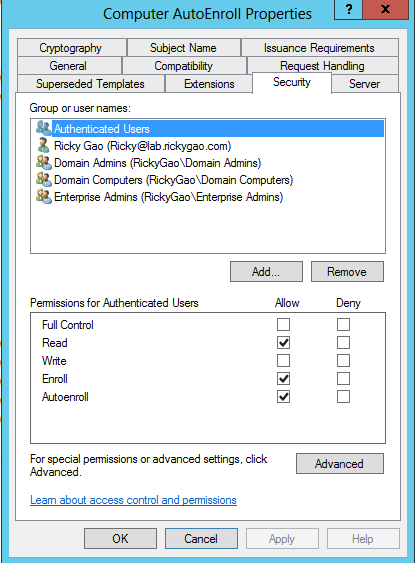 Computer AutoEnroll Properties
?
x
Cryptography Subject Name Issuance Requirements
General Compatibility Request Handling
Superseded Templates Extensions Security Server
Group or user names:
Authenticated Users
Ricky Gao (Ricky@lab.rickygao.com)
Domain Admins (RickyGao\Domain Admins)
Domain Computers (RickyGao\Domain Computers)
Enterprise Admins (RickyGao\Enterprise Admins)
Add... Remove
Permissions for Authenticated Users Allow Deny
Full Control
Read
Write
Enroll
Autoenroll
For special permissions or advanced settings, click
Advanced.
Advanced
Learn about access control and permissions
OK Cancel Apply Help